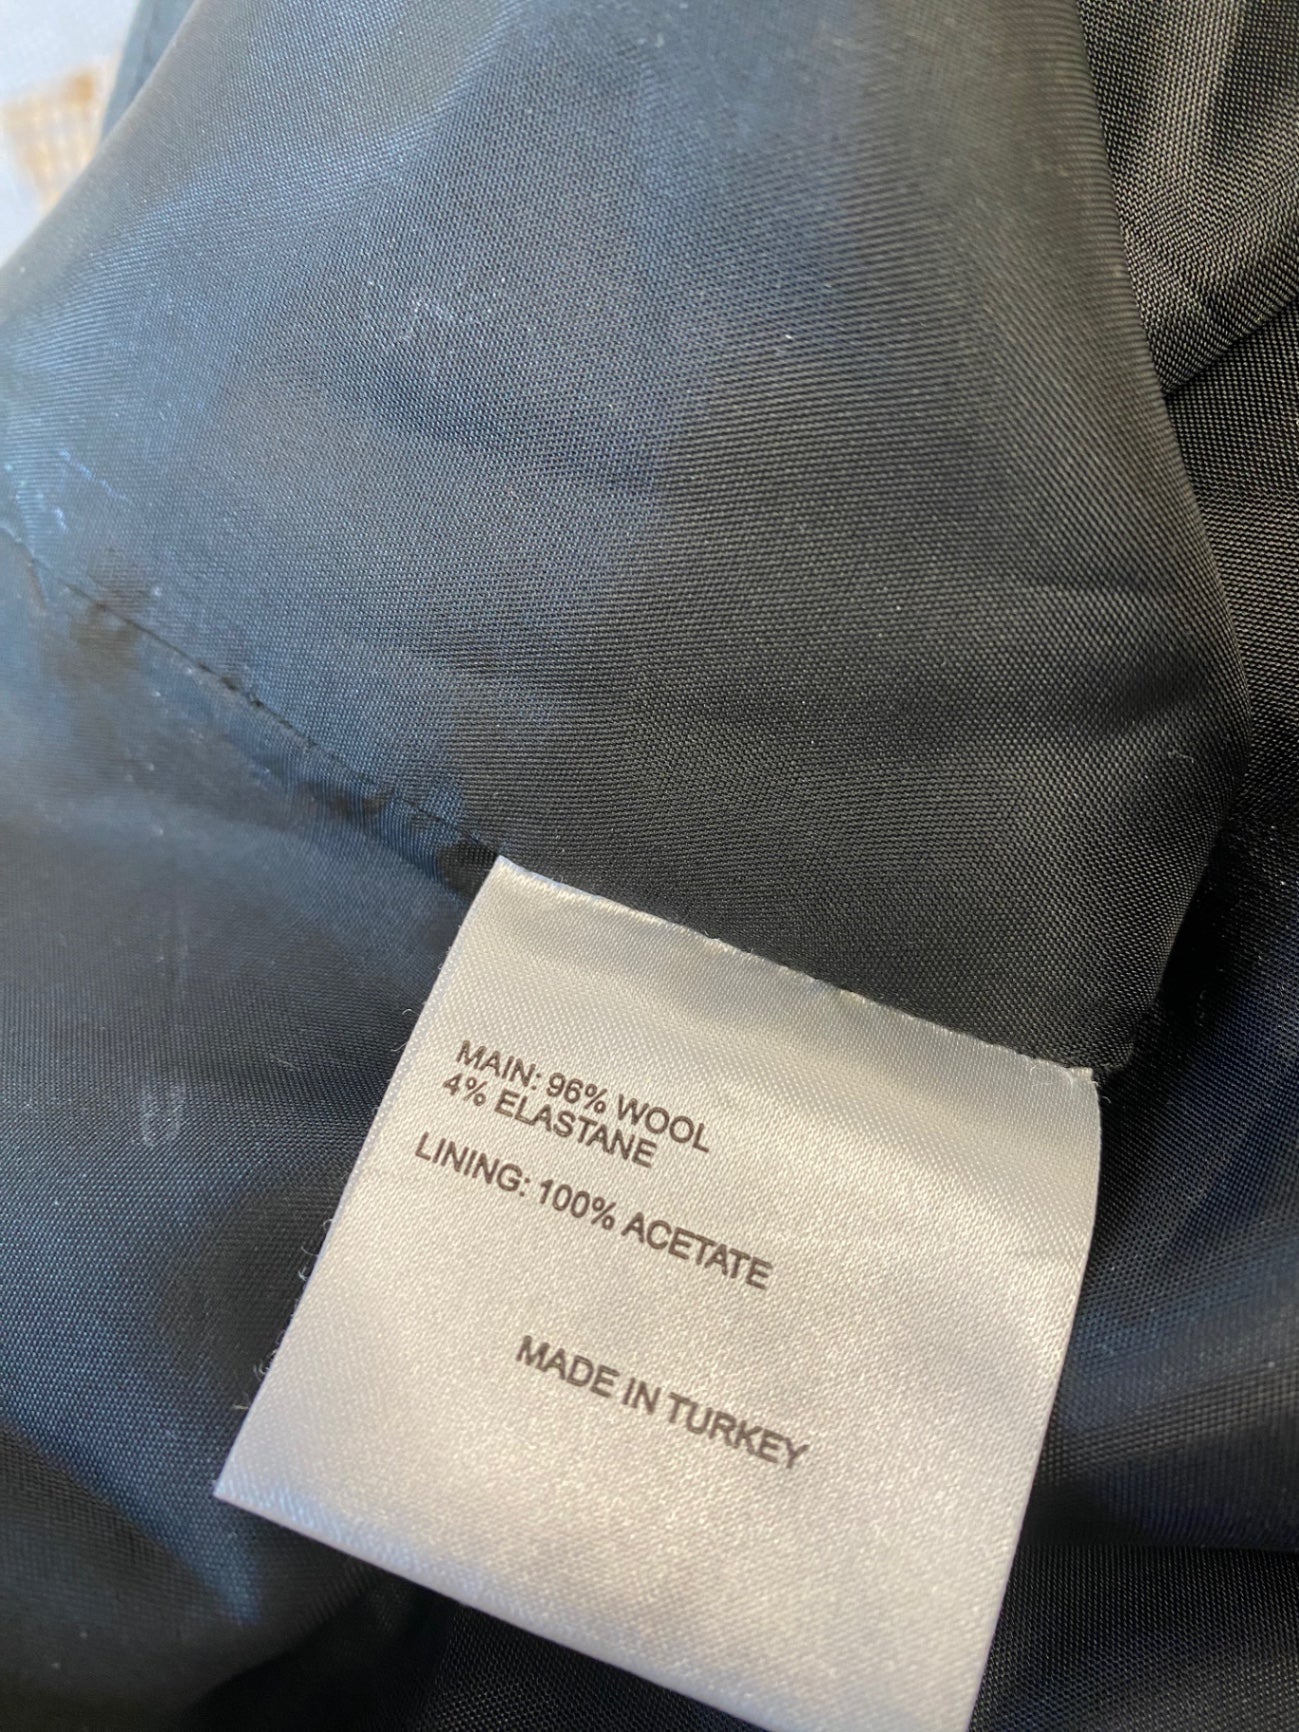 MAIN: 96% WOOL
4% ELASTANE
LINING: 100% ACETATE
MADE IN TURKEY